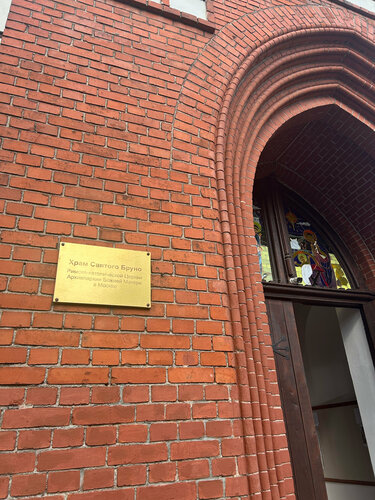 Храм Святого Бруно
Римско-католической Церкви
Архиепархии Божией Матери
в Москве